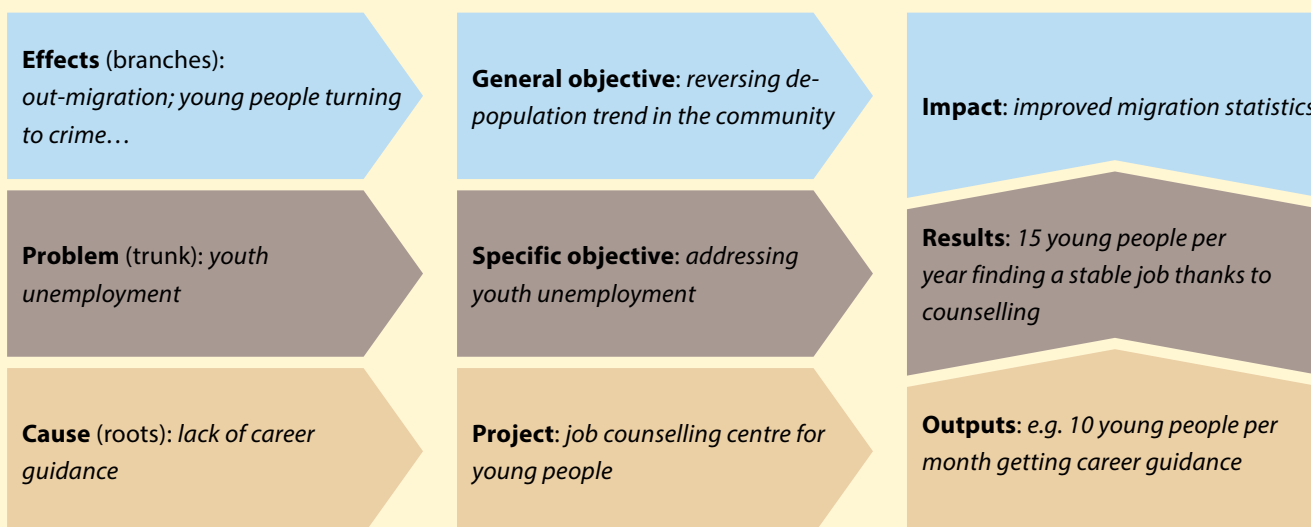 Effects (branches):
out-migration; young people turning
to crime…
General objective: reversing de-
population trend in the community
Impact: improved migration statistics
Problem (trunk): youth
unemployment
Specific objective: addressing
youth unemployment
Results: 15 young people per
year finding a stable job thanks to
counselling
Cause (roots): lack of career
guidance
Project: job counselling centre for
young people
Outputs: e.g. 10 young people per
month getting career guidance